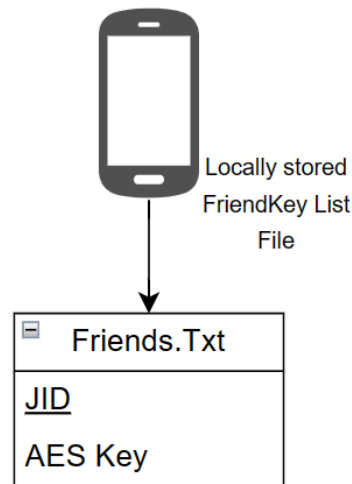 Locally stored
FriendKey List
File
Friends.Txt
JID
AES Key